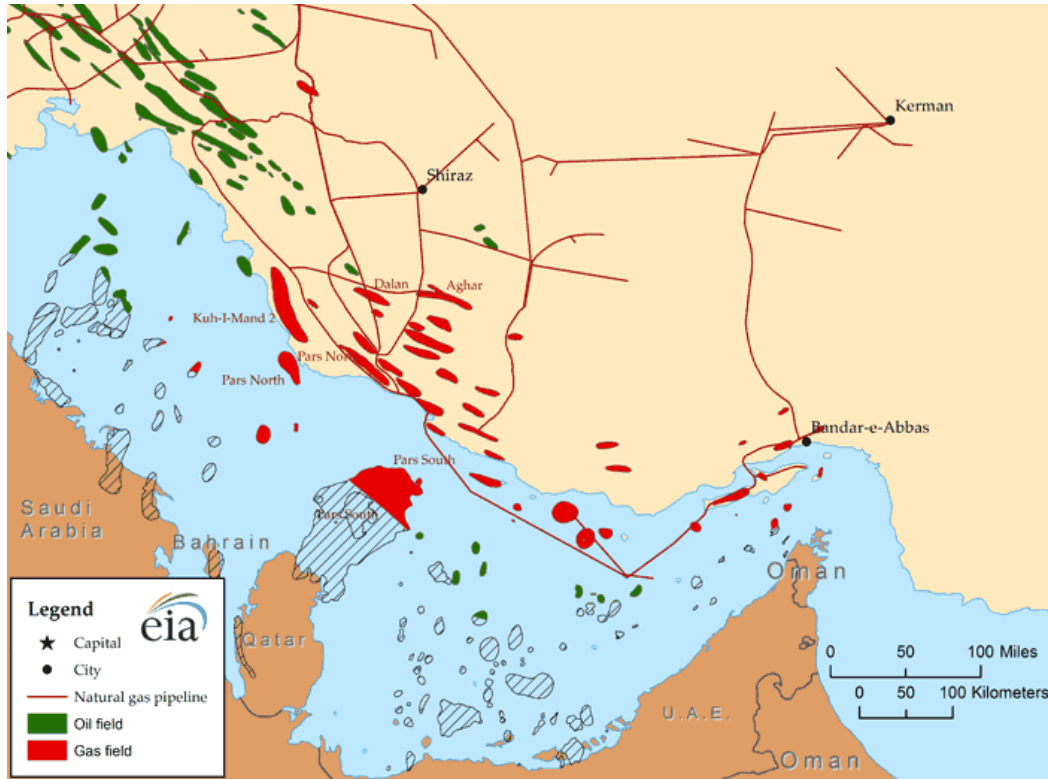 Kerman
Shiraz
Dalan
Aghar
Kuh-I-Mand 2
Pars Nor
Pars North
Bandar-e-Abbas
Pars South
Pars South
Saudi
Arabia
Bahrain
Qatar
Oman
U.A.E.
Oman
Legend
eia
Capital
City
Natural gas pipeline
Oil field
Gas field
0 50 100 Miles
0 50 100 Kilometers